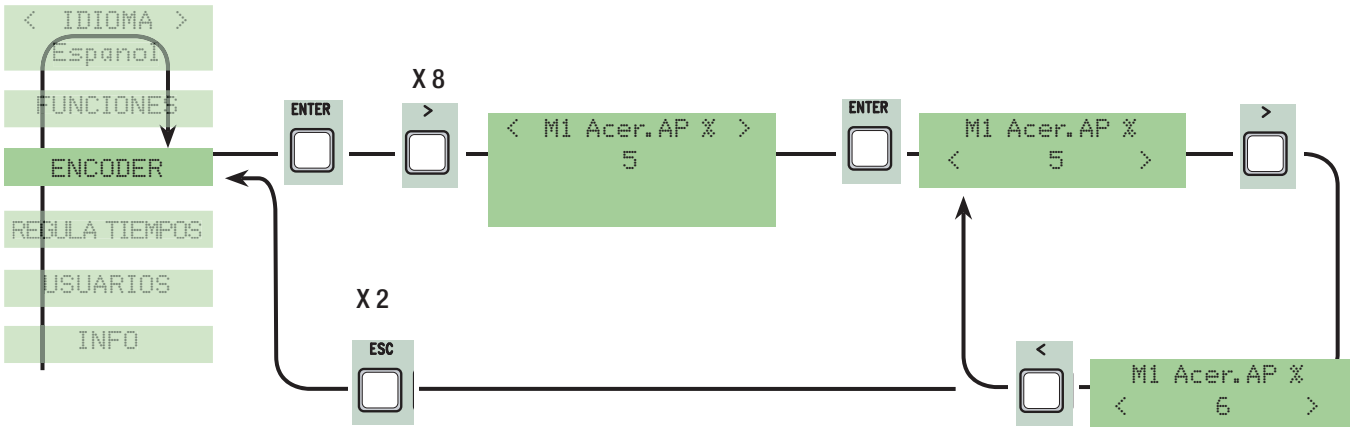 < IDIOMA >
Espanol
FUNCIONES
ENCODER
REGULA TIEMPOS
USUARIOS
INFO
ENTER
X 8
>
< M1 Acer.AP % >
5
ENTER
M1 Acer.AP %
< 5 >
>
X 2
ESC
<
M1 Acer.AP %
< 6 >